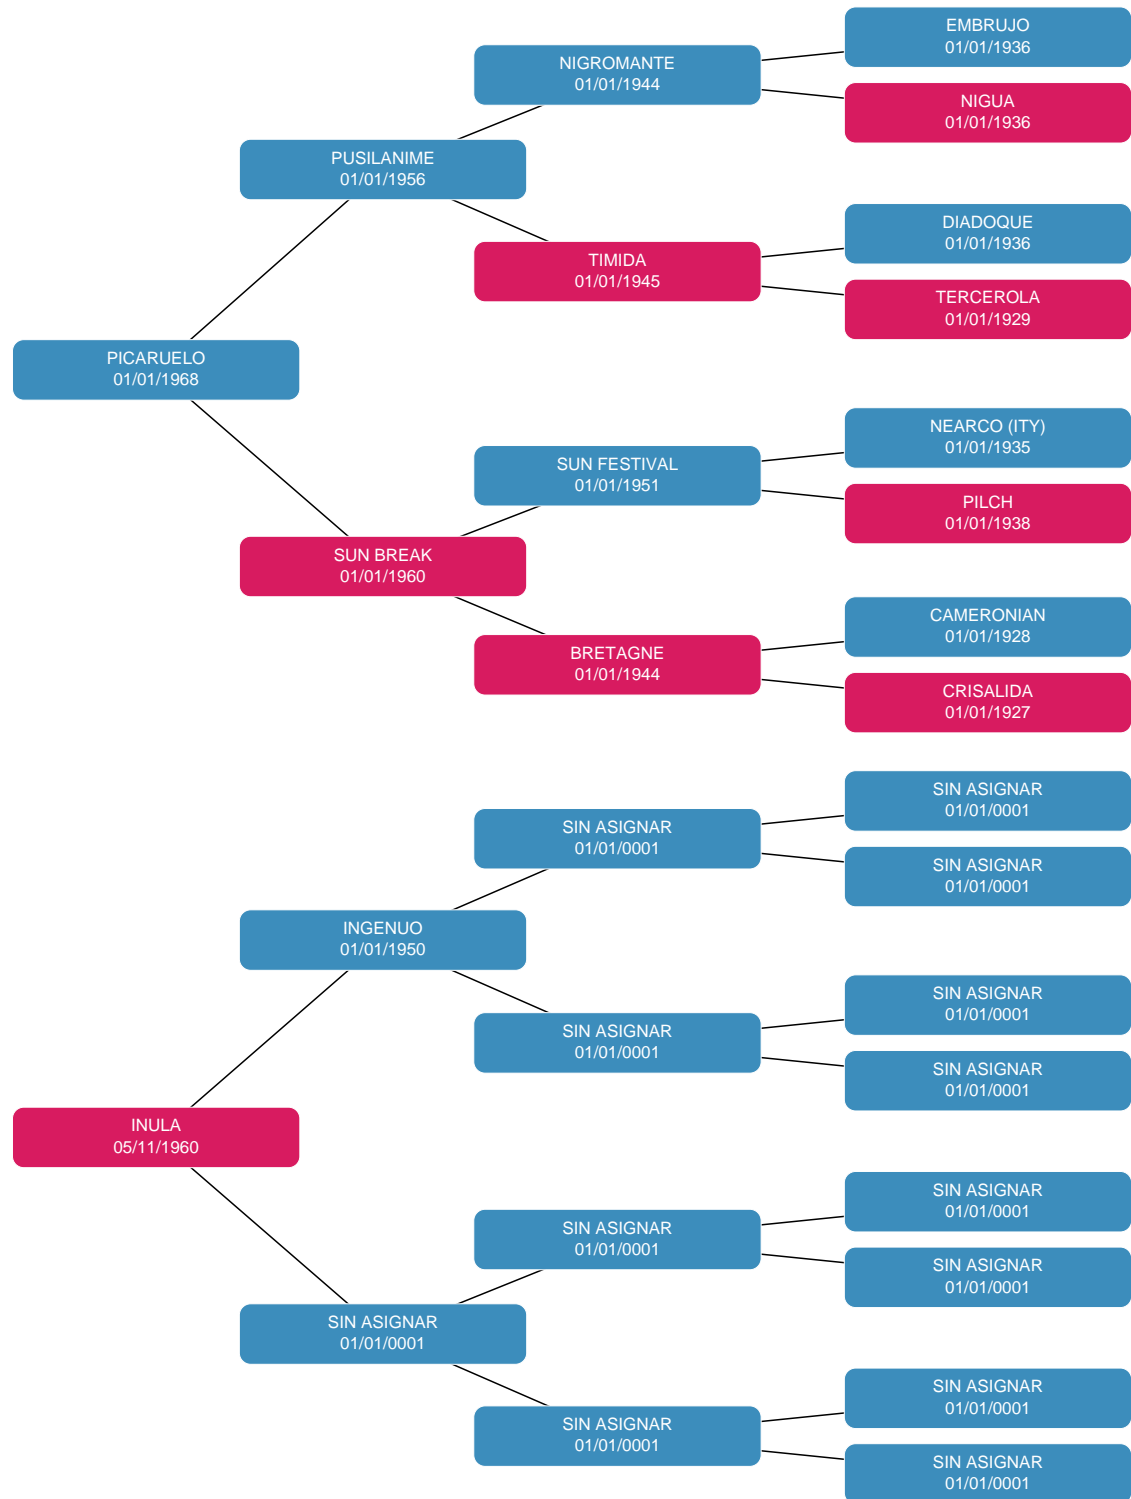 EMBRUJO
01/01/1936
NIGROMANTE
01/01/1944
NIGUA
01/01/1936
PUSILANIME
01/01/1956
DIADOQUE
01/01/1936
TIMIDA
01/01/1945
TERCEROLA
01/01/1929
PICARUELO
01/01/1968
NEARCO (ITY)
01/01/1935
SUN FESTIVAL
01/01/1951
PILCH
01/01/1938
SUN BREAK
01/01/1960
CAMERONIAN
01/01/1928
BRETAGNE
01/01/1944
CRISALIDA
01/01/1927
SIN ASIGNAR
01/01/0001
SIN ASIGNAR
01/01/0001
SIN ASIGNAR
01/01/0001
INGENUO
01/01/1950
SIN ASIGNAR
01/01/0001
SIN ASIGNAR
01/01/0001
SIN ASIGNAR
01/01/0001
INULA
05/11/1960
SIN ASIGNAR
01/01/0001
SIN ASIGNAR
01/01/0001
SIN ASIGNAR
01/01/0001
SIN ASIGNAR
01/01/0001
SIN ASIGNAR
01/01/0001
SIN ASIGNAR
01/01/0001
SIN ASIGNAR
01/01/0001